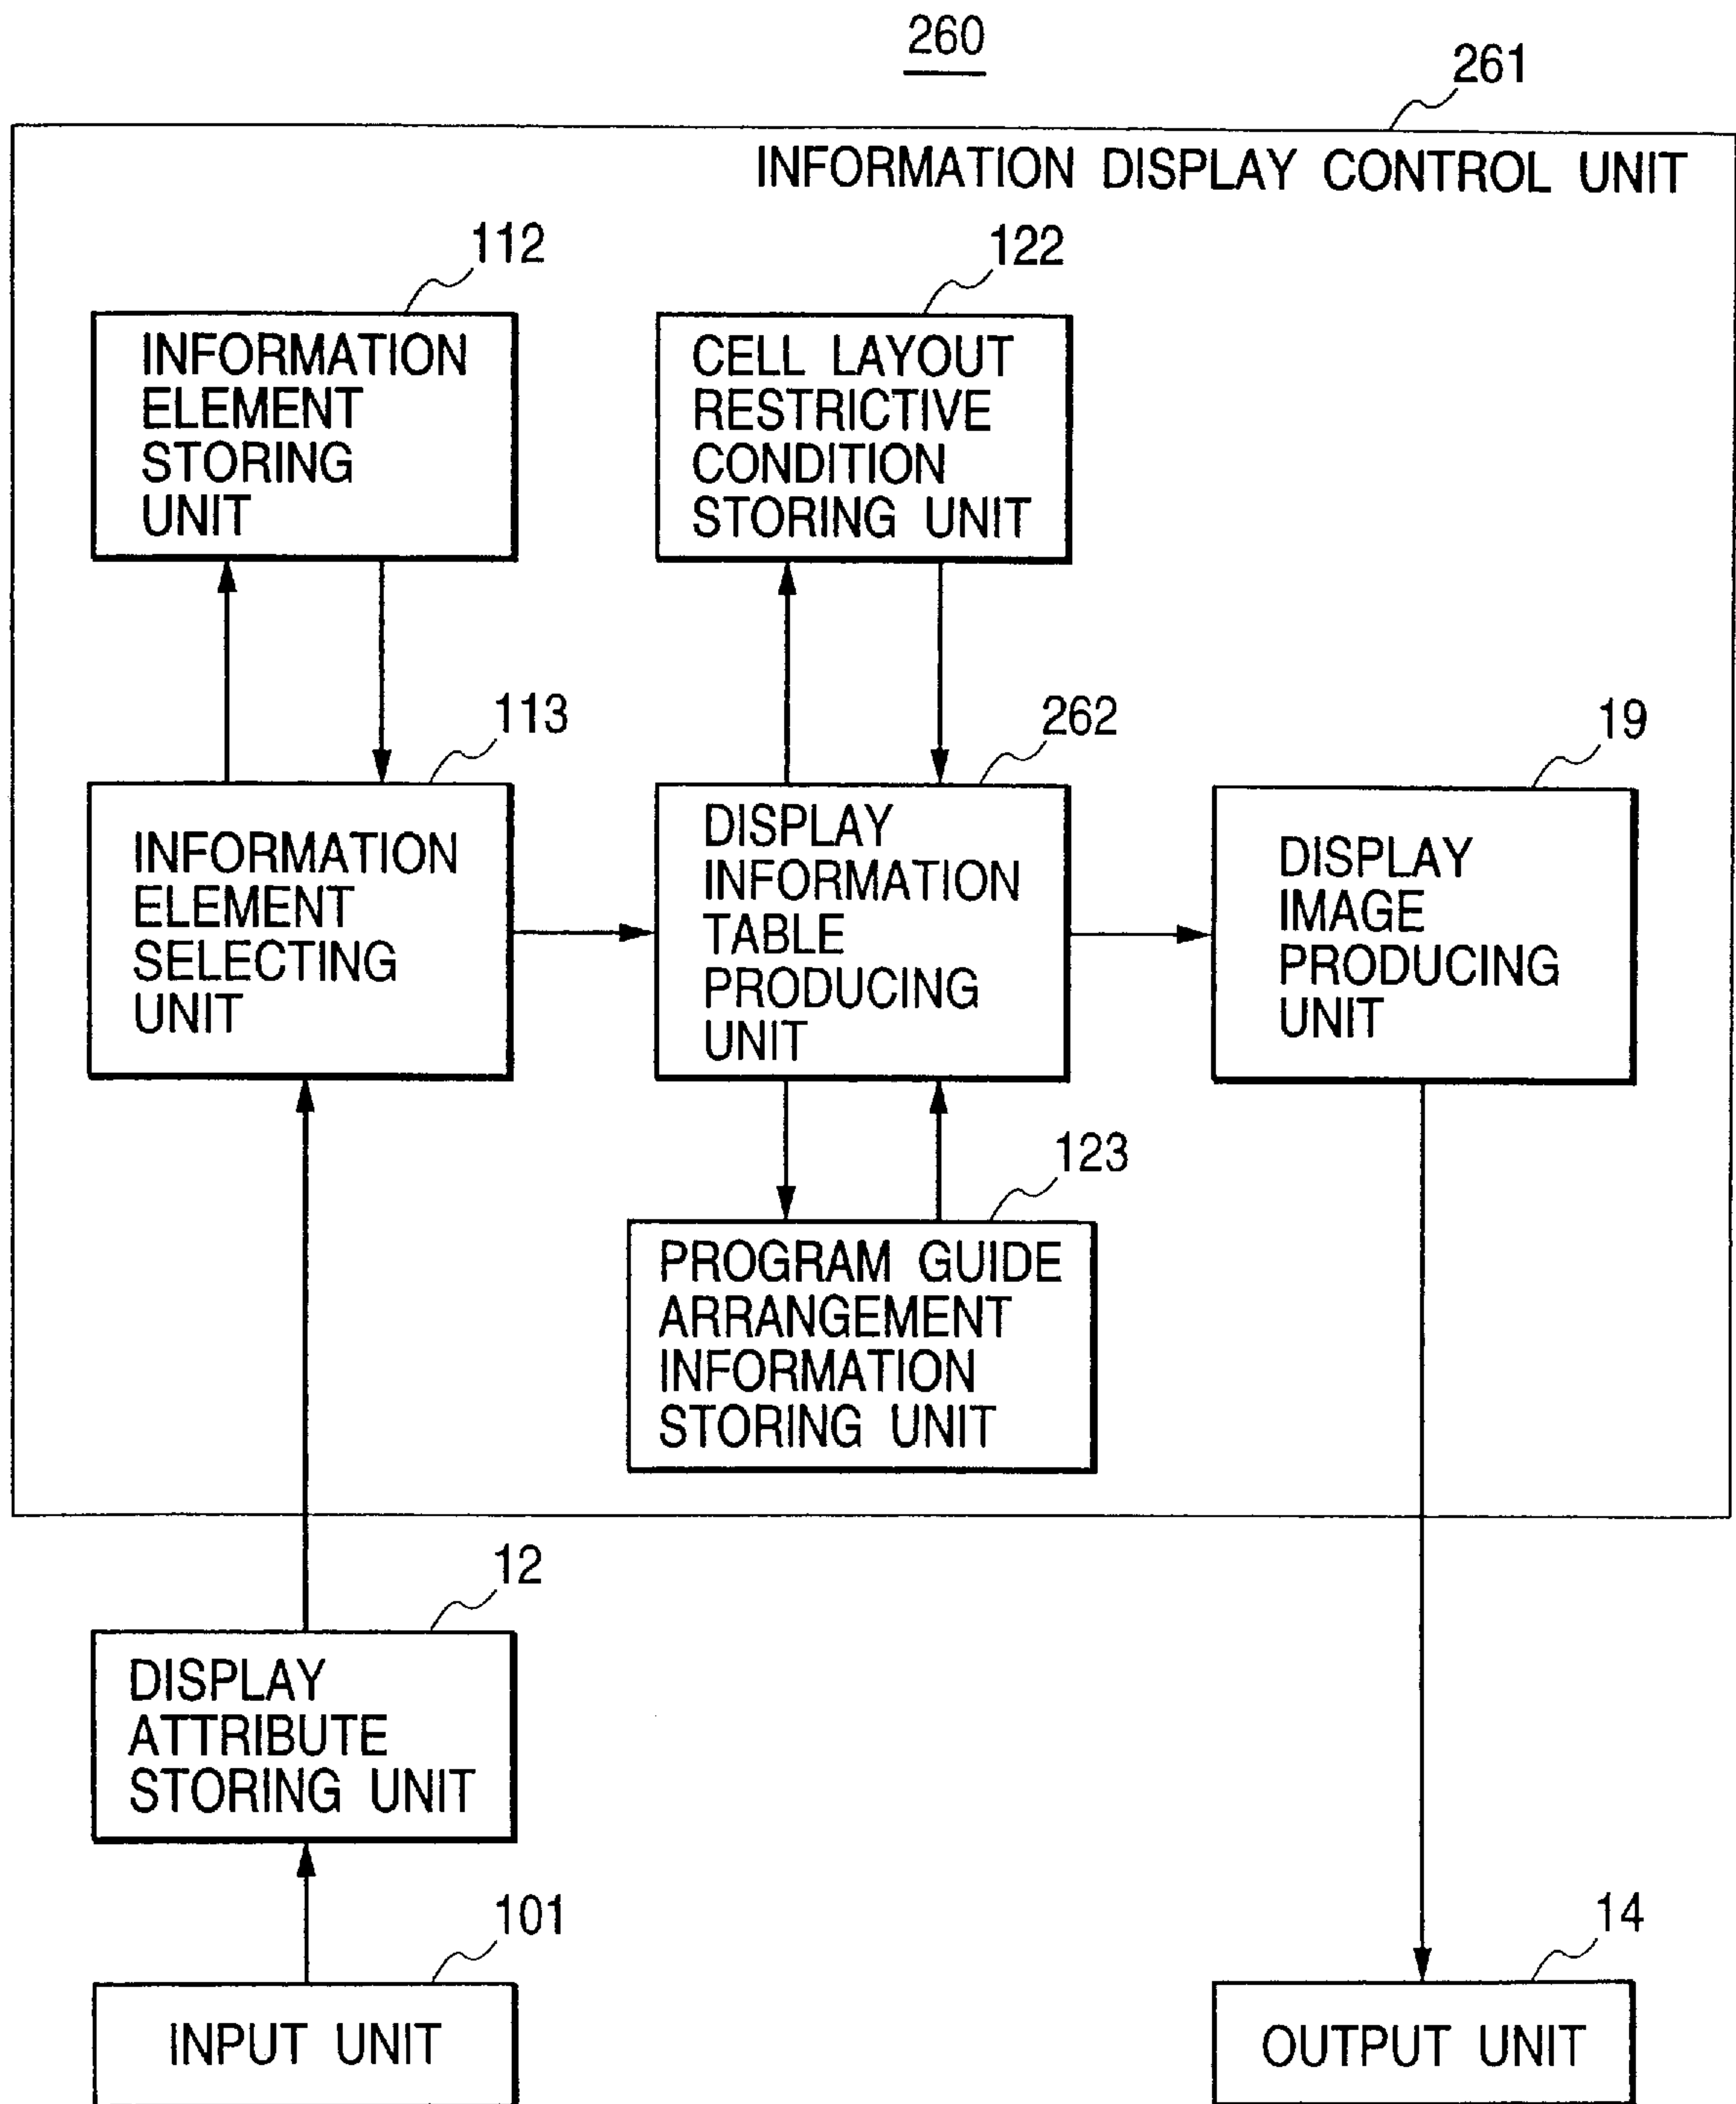 260
261
INFORMATION DISPLAY CONTROL UNIT
112
INFORMATION
ELEMENT
STORING
UNIT
122
CELL LAYOUT
RESTRICTIVE
CONDITION
STORING UNIT
113
INFORMATION
ELEMENT
SELECTING
UNIT
262
DISPLAY
INFORMATION
TABLE
PRODUCING
UNIT
19
DISPLAY
IMAGE
PRODUCING
UNIT
123
PROGRAM GUIDE
ARRANGEMENT
INFORMATION
STORING UNIT
12
DISPLAY
ATTRIBUTE
STORING UNIT
101
INPUT UNIT
14
OUTPUT UNIT